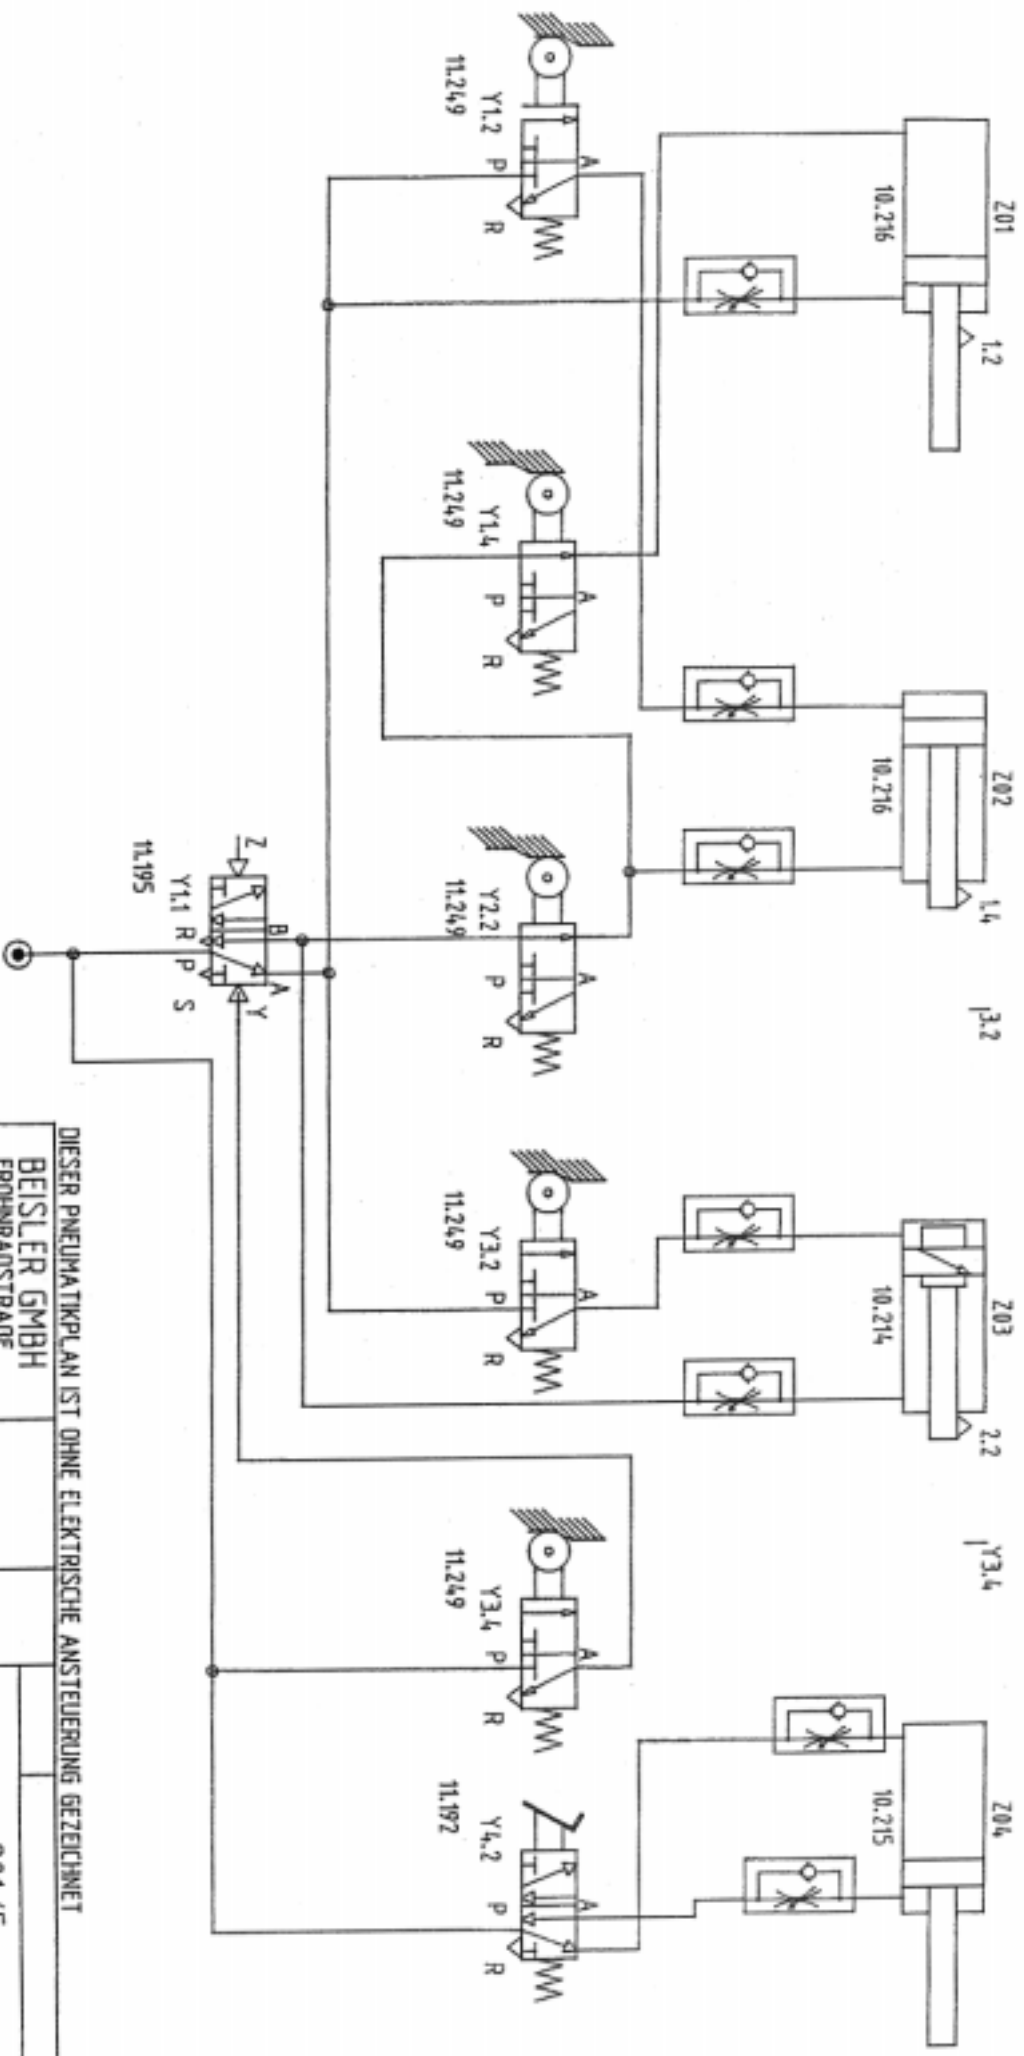 Z01
10.216
1.2
Z02
10.216
1.4
3.2
Z03
10.214
2.2
Y3.4
Z04
10.215
Y1.2
11.249
A
P
R
Y1.4
11.249
A
P
R
Y2.2
11.249
A
P
R
Y3.2
11.249
A
P
R
Y3.4
11.249
A
P
R
Y4.2
11.192
A
P
R
Z
B
A
Y
Y1.1
R
P
S
11.195
DIESER PNEUMATIKPLAN IST OHNE ELEKTRISCHE ANSTEUERUNG GEZEICHNET
BEISLER GMBH